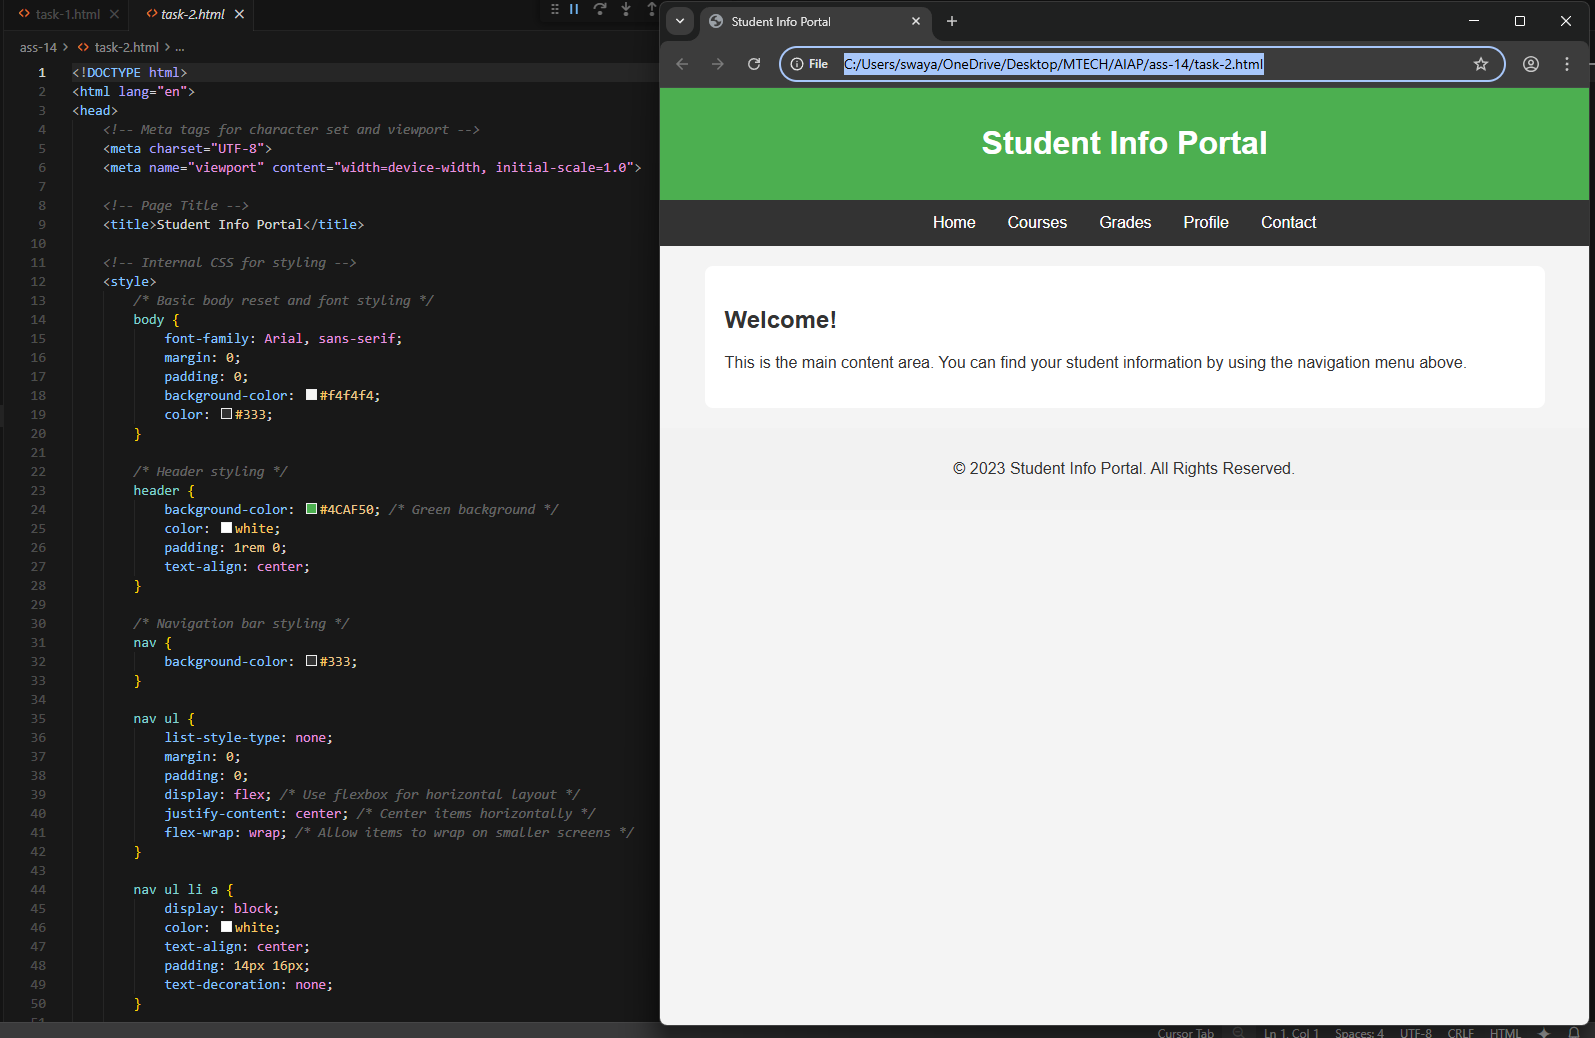 task-1.html
task-2.html
ass-14 > task-2.html > ...
1 <!DOCTYPE html>
2 <html lang="en">
3 <head>
4 <!-- Meta tags for character set and viewport -->
5 <meta charset="UTF-8">
6 <meta name="viewport" content="width=device-width, initial-scale=1.0">
7
8 <!-- Page Title -->
9 <title>Student Info Portal</title>
10
11 <!-- Internal CSS for styling -->
12 <style>
13 /* Basic body reset and font styling */
14 body {
15 font-family: Arial, sans-serif;
16 margin: 0;
17 padding: 0;
18 background-color: #f4f4f4;
19 color: #333;
20 }
21
22 /* Header styling */
23 header {
24 background-color: #4CAF50; /* Green background */
25 color: white;
26 padding: 1rem 0;
27 text-align: center;
28 }
29
30 /* Navigation bar styling */
31 nav {
32 background-color: #333;
33 }
34
35 nav ul {
36 list-style-type: none;
37 margin: 0;
38 padding: 0;
39 display: flex; /* Use flexbox for horizontal layout */
40 justify-content: center; /* Center items horizontally */
41 flex-wrap: wrap; /* Allow items to wrap on smaller screens */
42 }
43
44 nav ul li a {
45 display: block;
46 color: white;
47 text-align: center;
48 padding: 14px 16px;
49 text-decoration: none;
50 }
51
Student Info Portal
File C:/Users/swaya/OneDrive/Desktop/MTECH/AIAP/ass-14/task-2.html
Student Info Portal
Home Courses Grades Profile Contact
Welcome!
This is the main content area. You can find your student information by using the navigation menu above.
© 2023 Student Info Portal. All Rights Reserved.
Cursor Tab Ln 1, Col 1 Spaces: 4 UTF-8 CRLF HTML